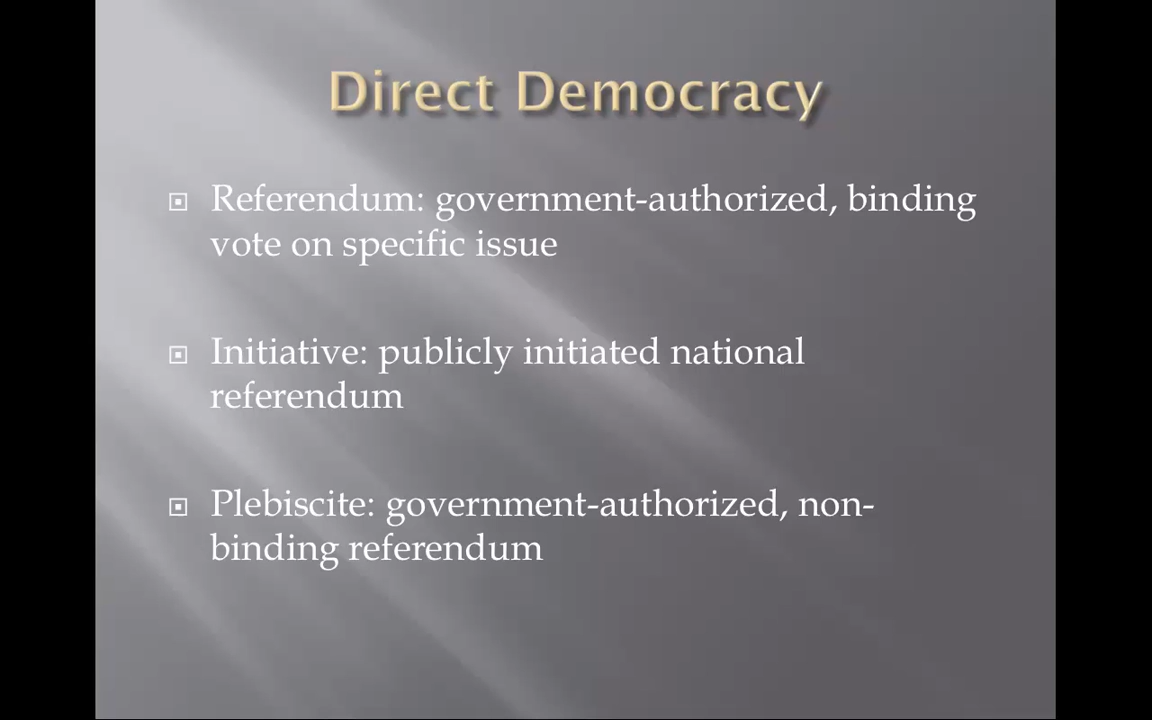 Direct Democracy
Referendum: government-authorized, binding
vote on specific issue
Initiative: publicly initiated national
referendum
Plebiscite: government-authorized, non-
binding referendum